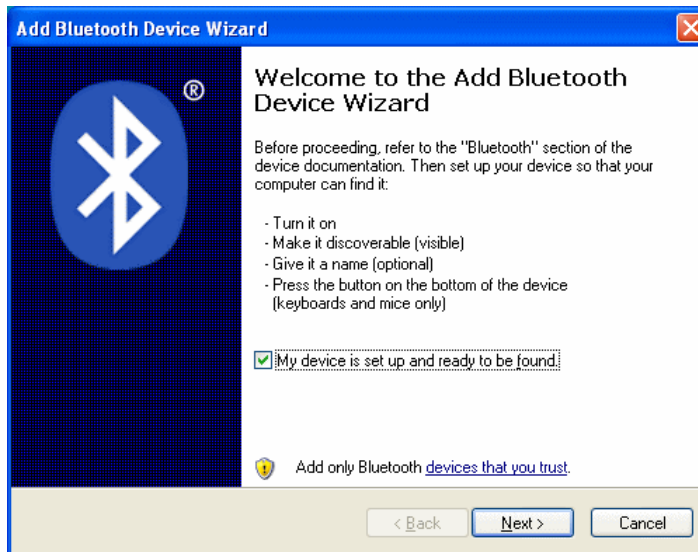 Add Bluetooth Device Wizard
®
Welcome to the Add Bluetooth
Device Wizard
Before proceeding, refer to the "Bluetooth" section of the
device documentation. Then set up your device so that your
computer can find it:
- Turn it on
- Make it discoverable (visible)
- Give it a name (optional)
- Press the button on the bottom of the device
(keyboards and mice only)
My device is set up and ready to be found.
Add only Bluetooth devices that you trust.
< Back Next > Cancel